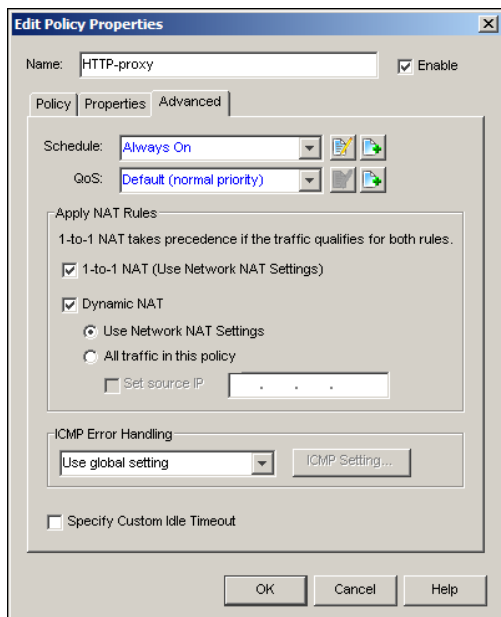 Edit Policy Properties
Name: HTTP-proxy Enable
Policy Properties Advanced
Schedule: Always On
QoS: Default (normal priority)
Apply NAT Rules
1-to-1 NAT takes precedence if the traffic qualifies for both rules.
1-to-1 NAT (Use Network NAT Settings)
Dynamic NAT
Use Network NAT Settings
All traffic in this policy
Set source IP . . .
ICMP Error Handling
Use global setting ICMP Setting...
Specify Custom Idle Timeout
OK Cancel Help